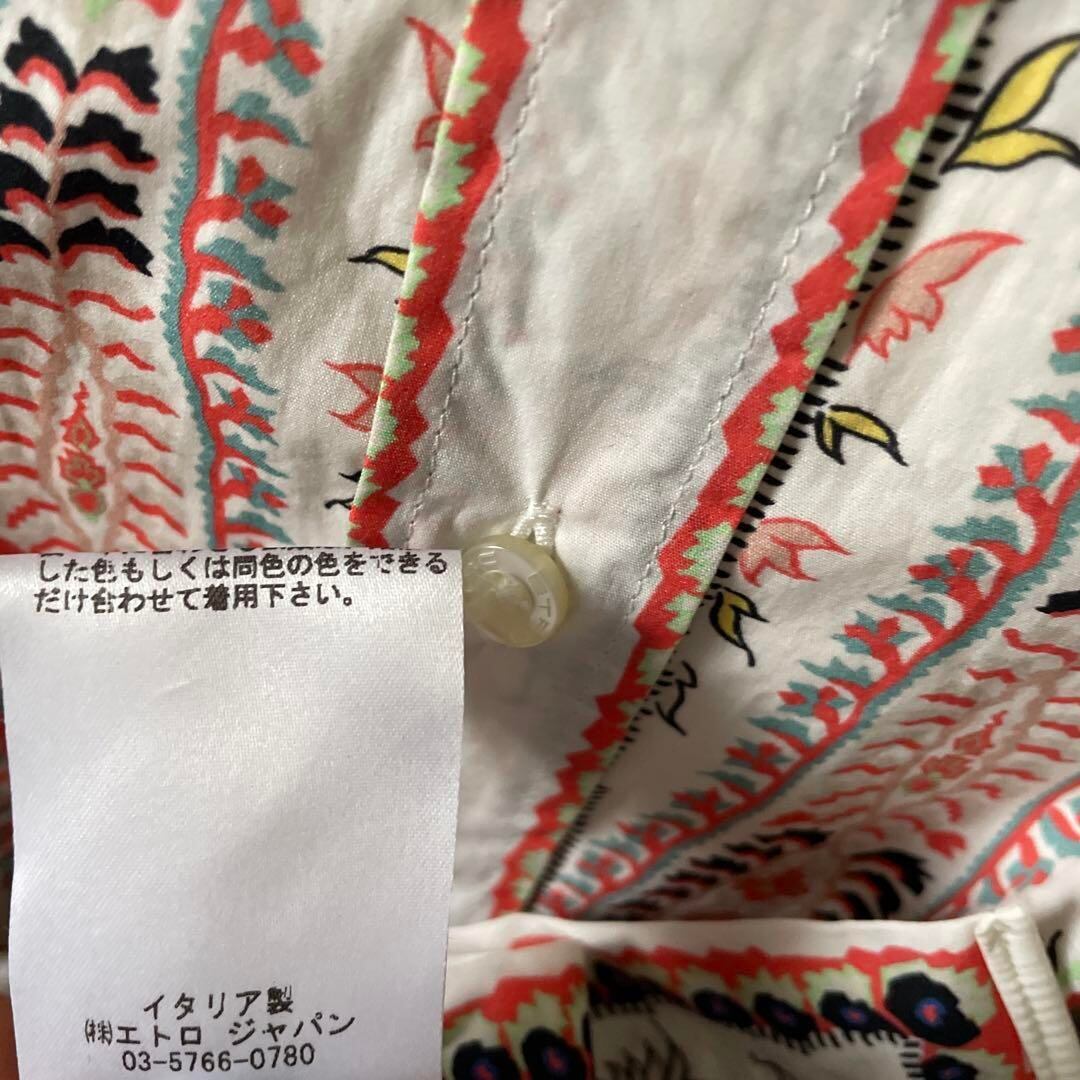 した色もしくは同色の色をできる
だけ合わせて着用下さい。
イタリア製
㈱エトロ ジャパン
03-5766-0780